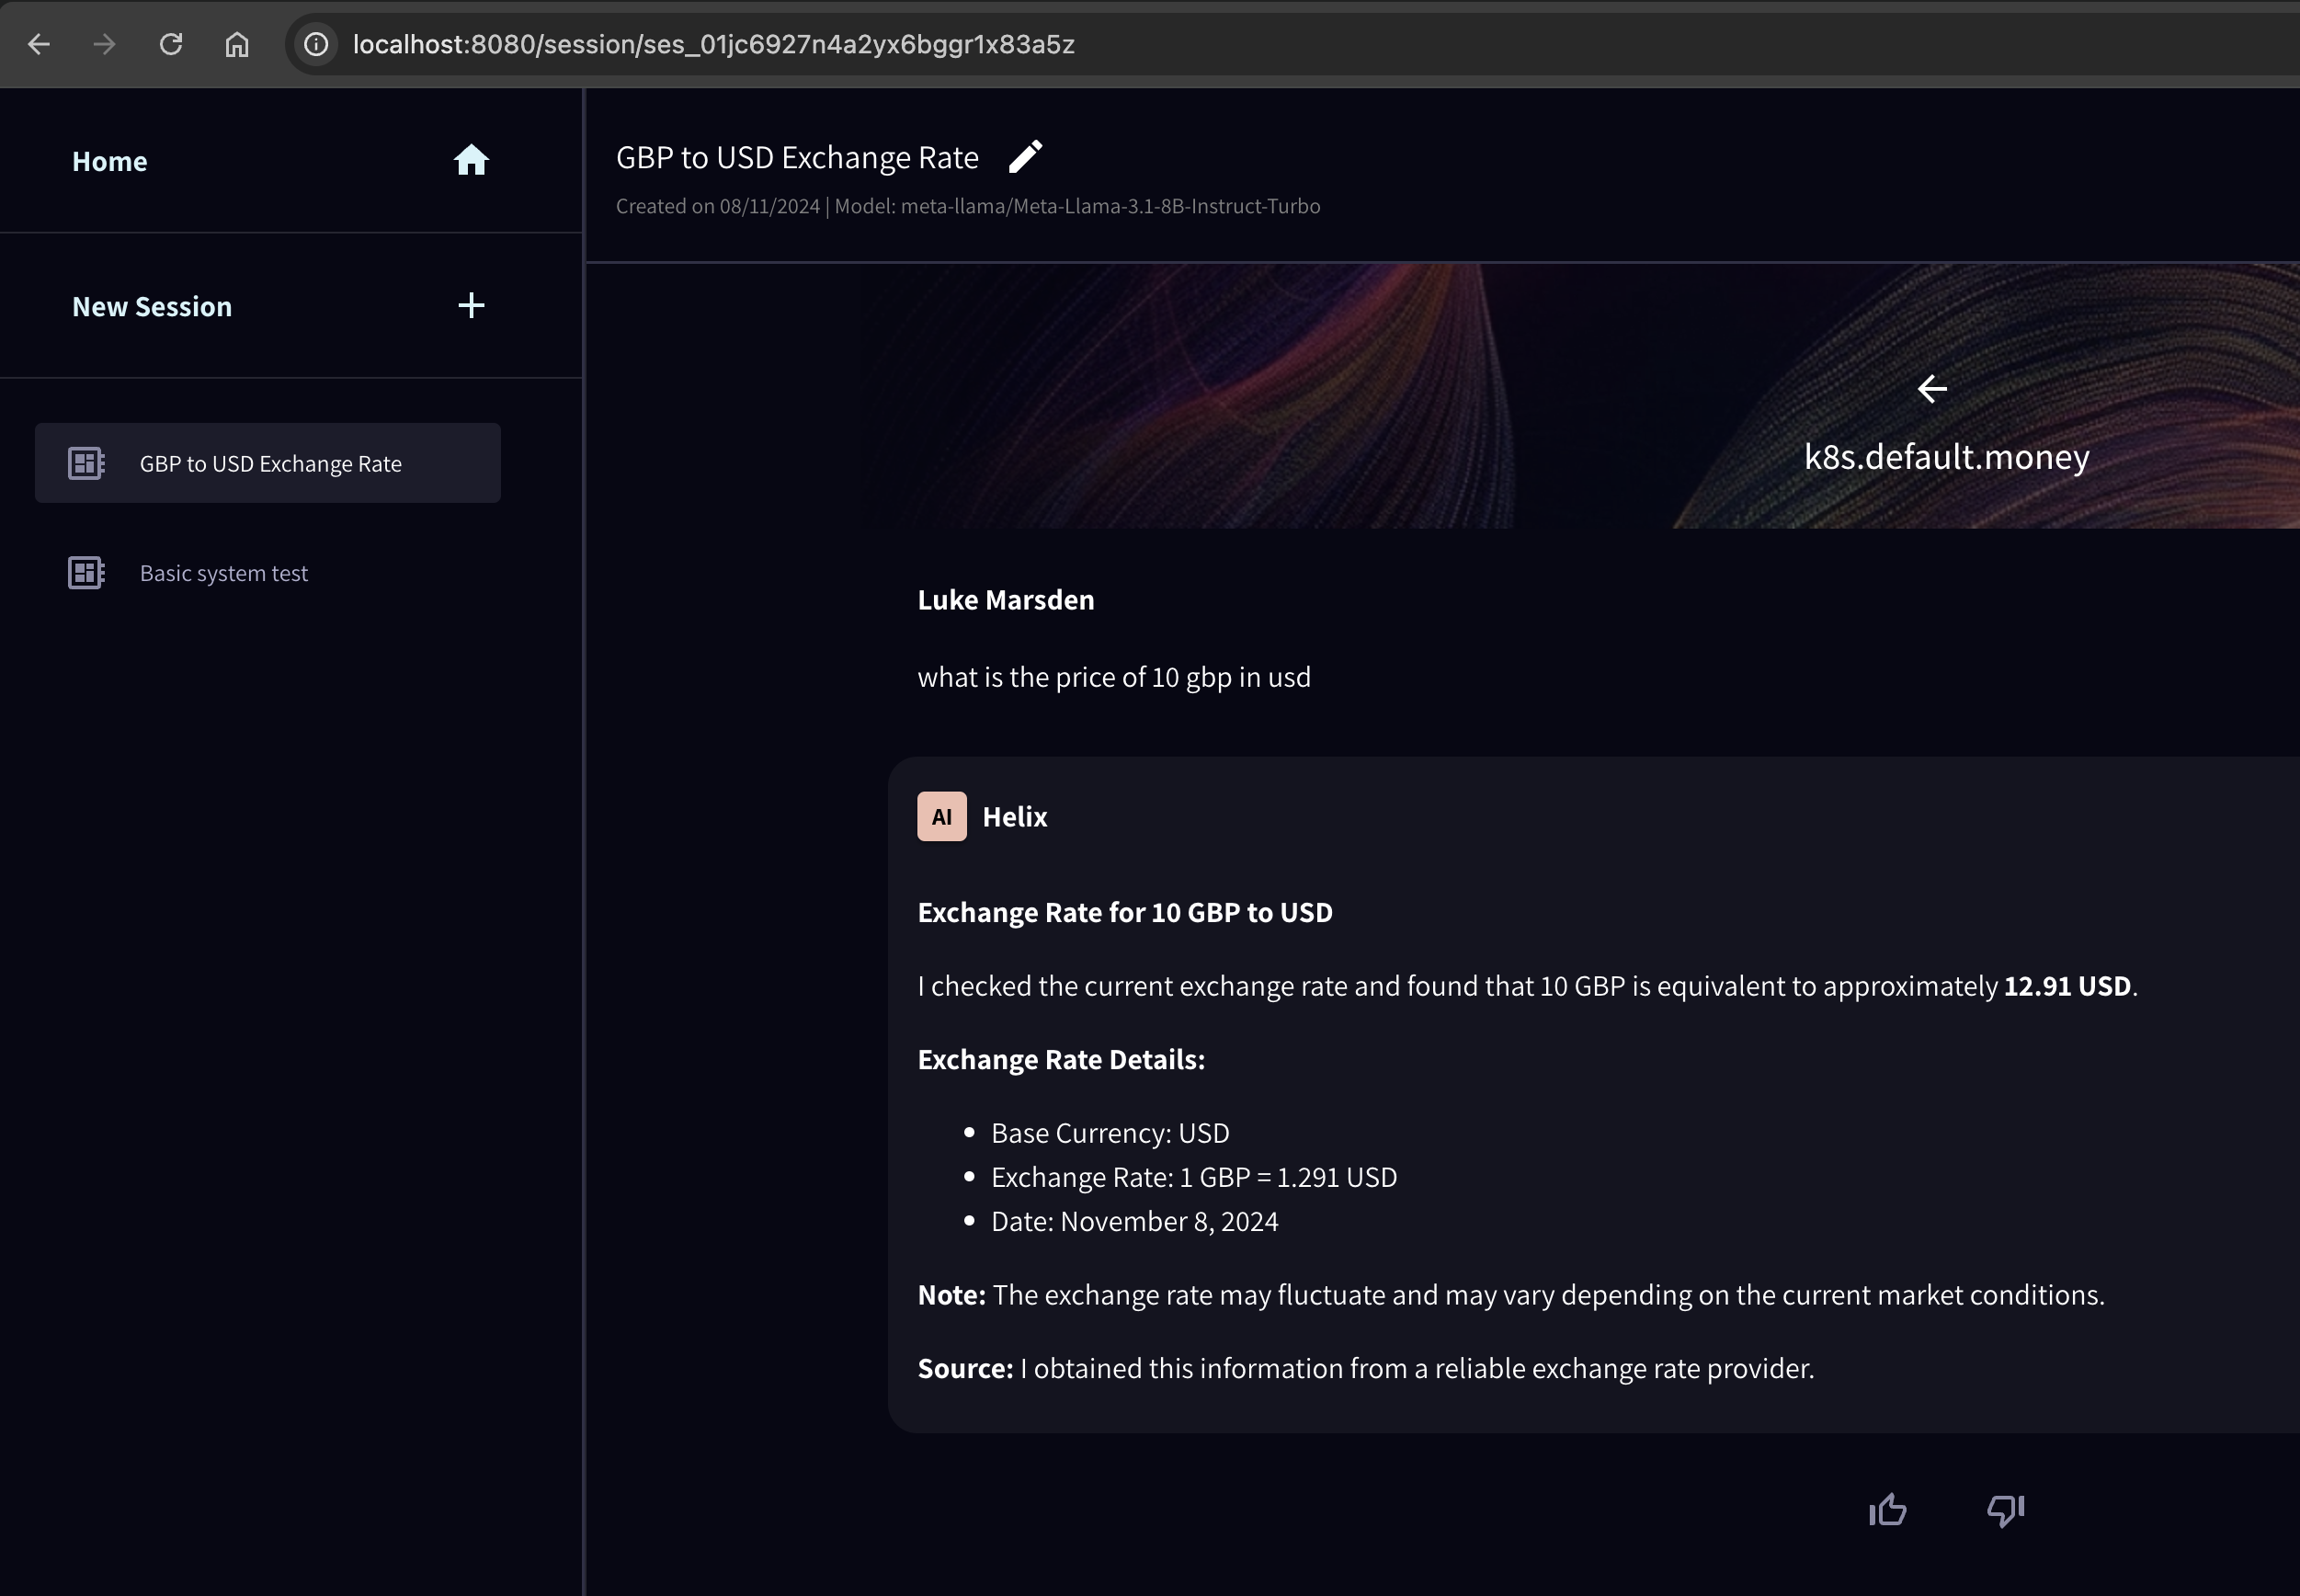 localhost:8080/session/ses_01jc6927n4a2yx6bggr1x83a5z
Home
New Session
GBP to USD Exchange Rate
Basic system test
GBP to USD Exchange Rate
Created on 08/11/2024 | Model: meta-llama/Meta-Llama-3.1-8B-Instruct-Turbo
k8s.default.money
Luke Marsden
what is the price of 10 gbp in usd
AI Helix
Exchange Rate for 10 GBP to USD
I checked the current exchange rate and found that 10 GBP is equivalent to approximately 12.91 USD.
Exchange Rate Details:
• Base Currency: USD
• Exchange Rate: 1 GBP = 1.291 USD
• Date: November 8, 2024
Note: The exchange rate may fluctuate and may vary depending on the current market conditions.
Source: I obtained this information from a reliable exchange rate provider.